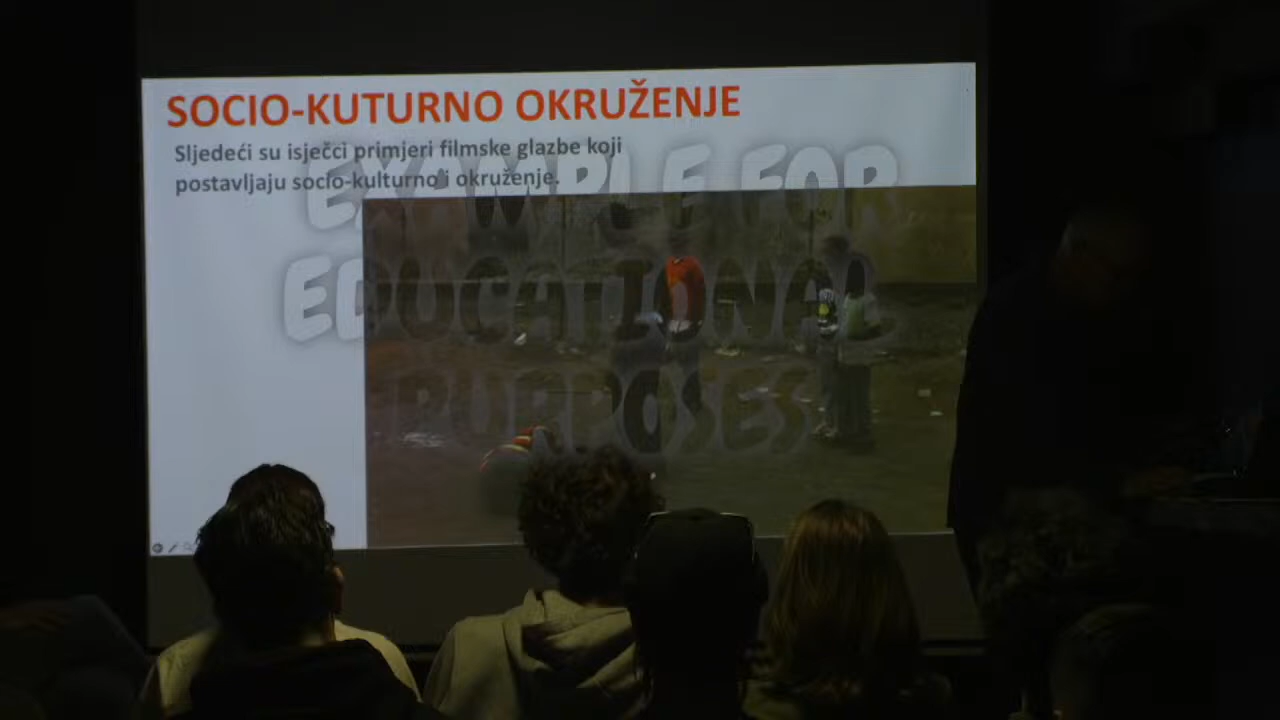 SOCIO-KUTURNO OKRUŽENJE
Sljedeći su isječci primjeri filmske glazbe koji
postavljaju socio-kulturno i okruženje.
EXAMPLE FOR
EDUCATIONAL
PURPOSES